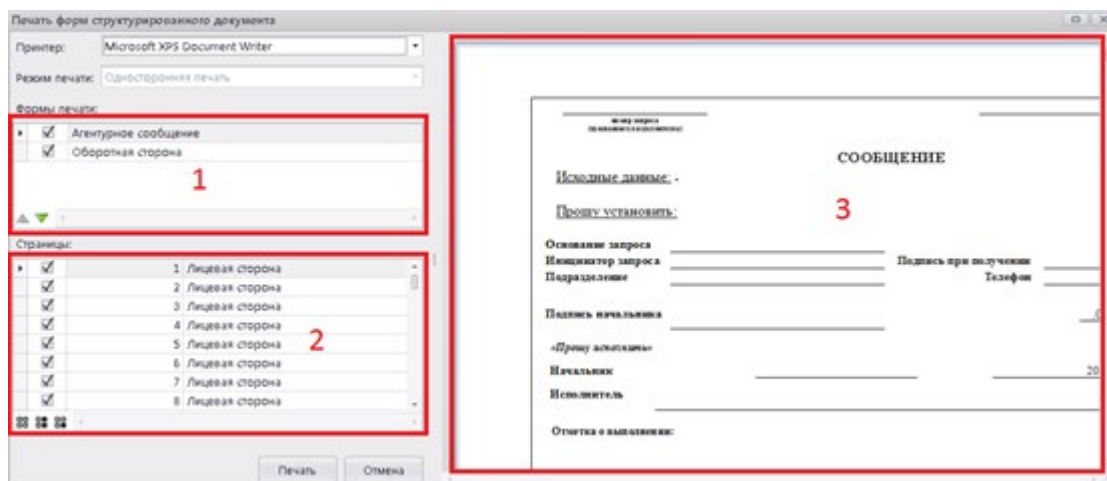 Печать форм структурированного документа
Принтер: Microsoft XPS Document Writer
Режим печати: Односторонняя печать
Формы печати:
Агентурное сообщение
Оборотная сторона
1
Страницы:
1 Лицевая сторона
2 Лицевая сторона
3 Лицевая сторона
4 Лицевая сторона
5 Лицевая сторона
6 Лицевая сторона
7 Лицевая сторона
8 Лицевая сторона
2
Печать Отмена
номер запроса
СООБЩЕНИЕ
Исходные данные: -
3
Прошу установить:
Основание запроса
Инициатор запроса Подпись при получении
Подразделение Телефон
Подпись начальника
«Прошу исполнить»
Начальник 20
Исполнитель
Отметка о выполнении: